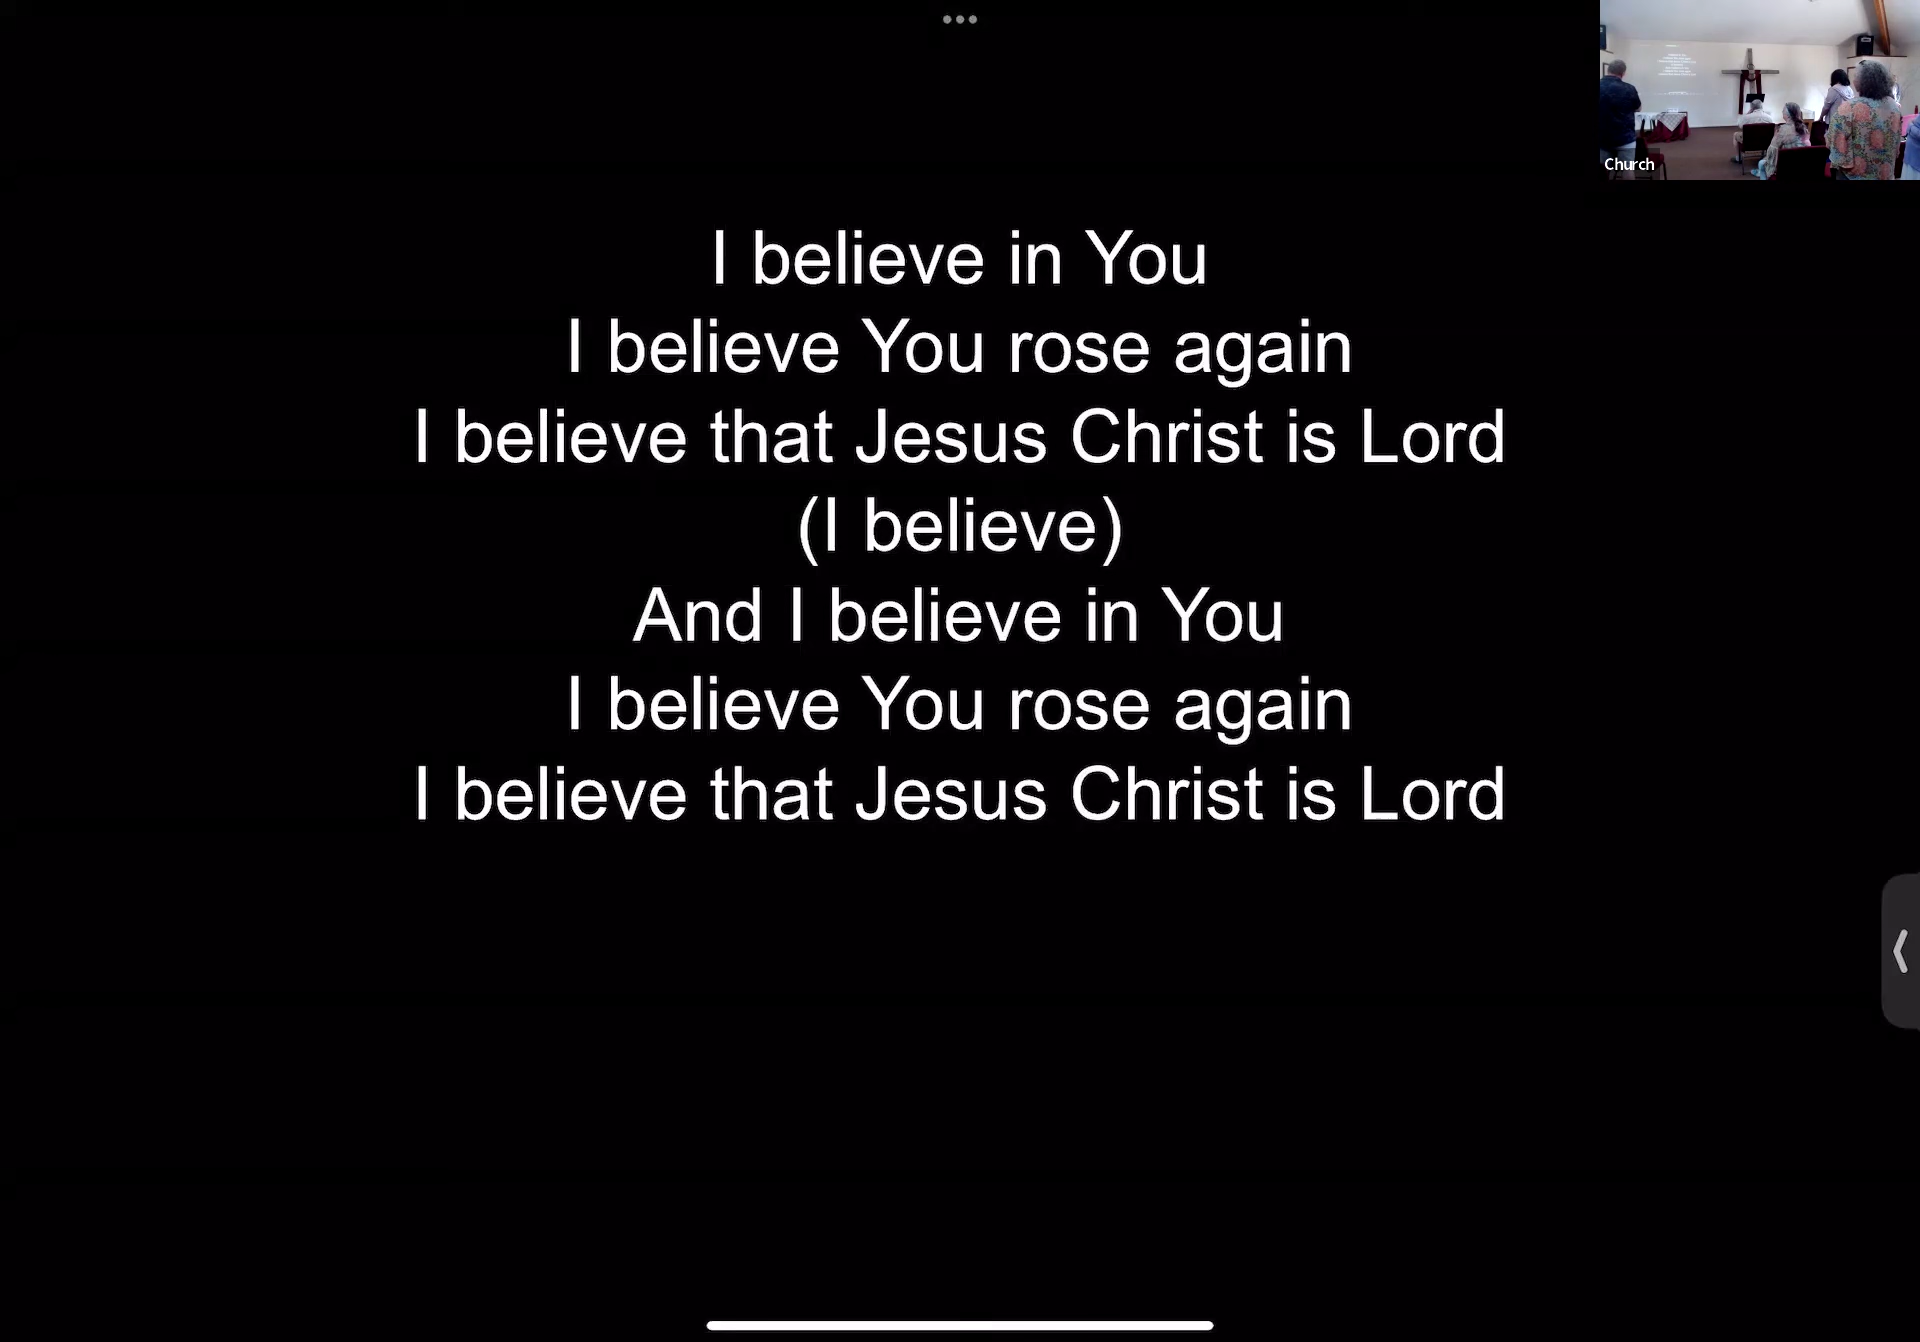 Church
I believe in You
I believe You rose again
I believe that Jesus Christ is Lord
(I believe)
And I believe in You
I believe You rose again
I believe that Jesus Christ is Lord